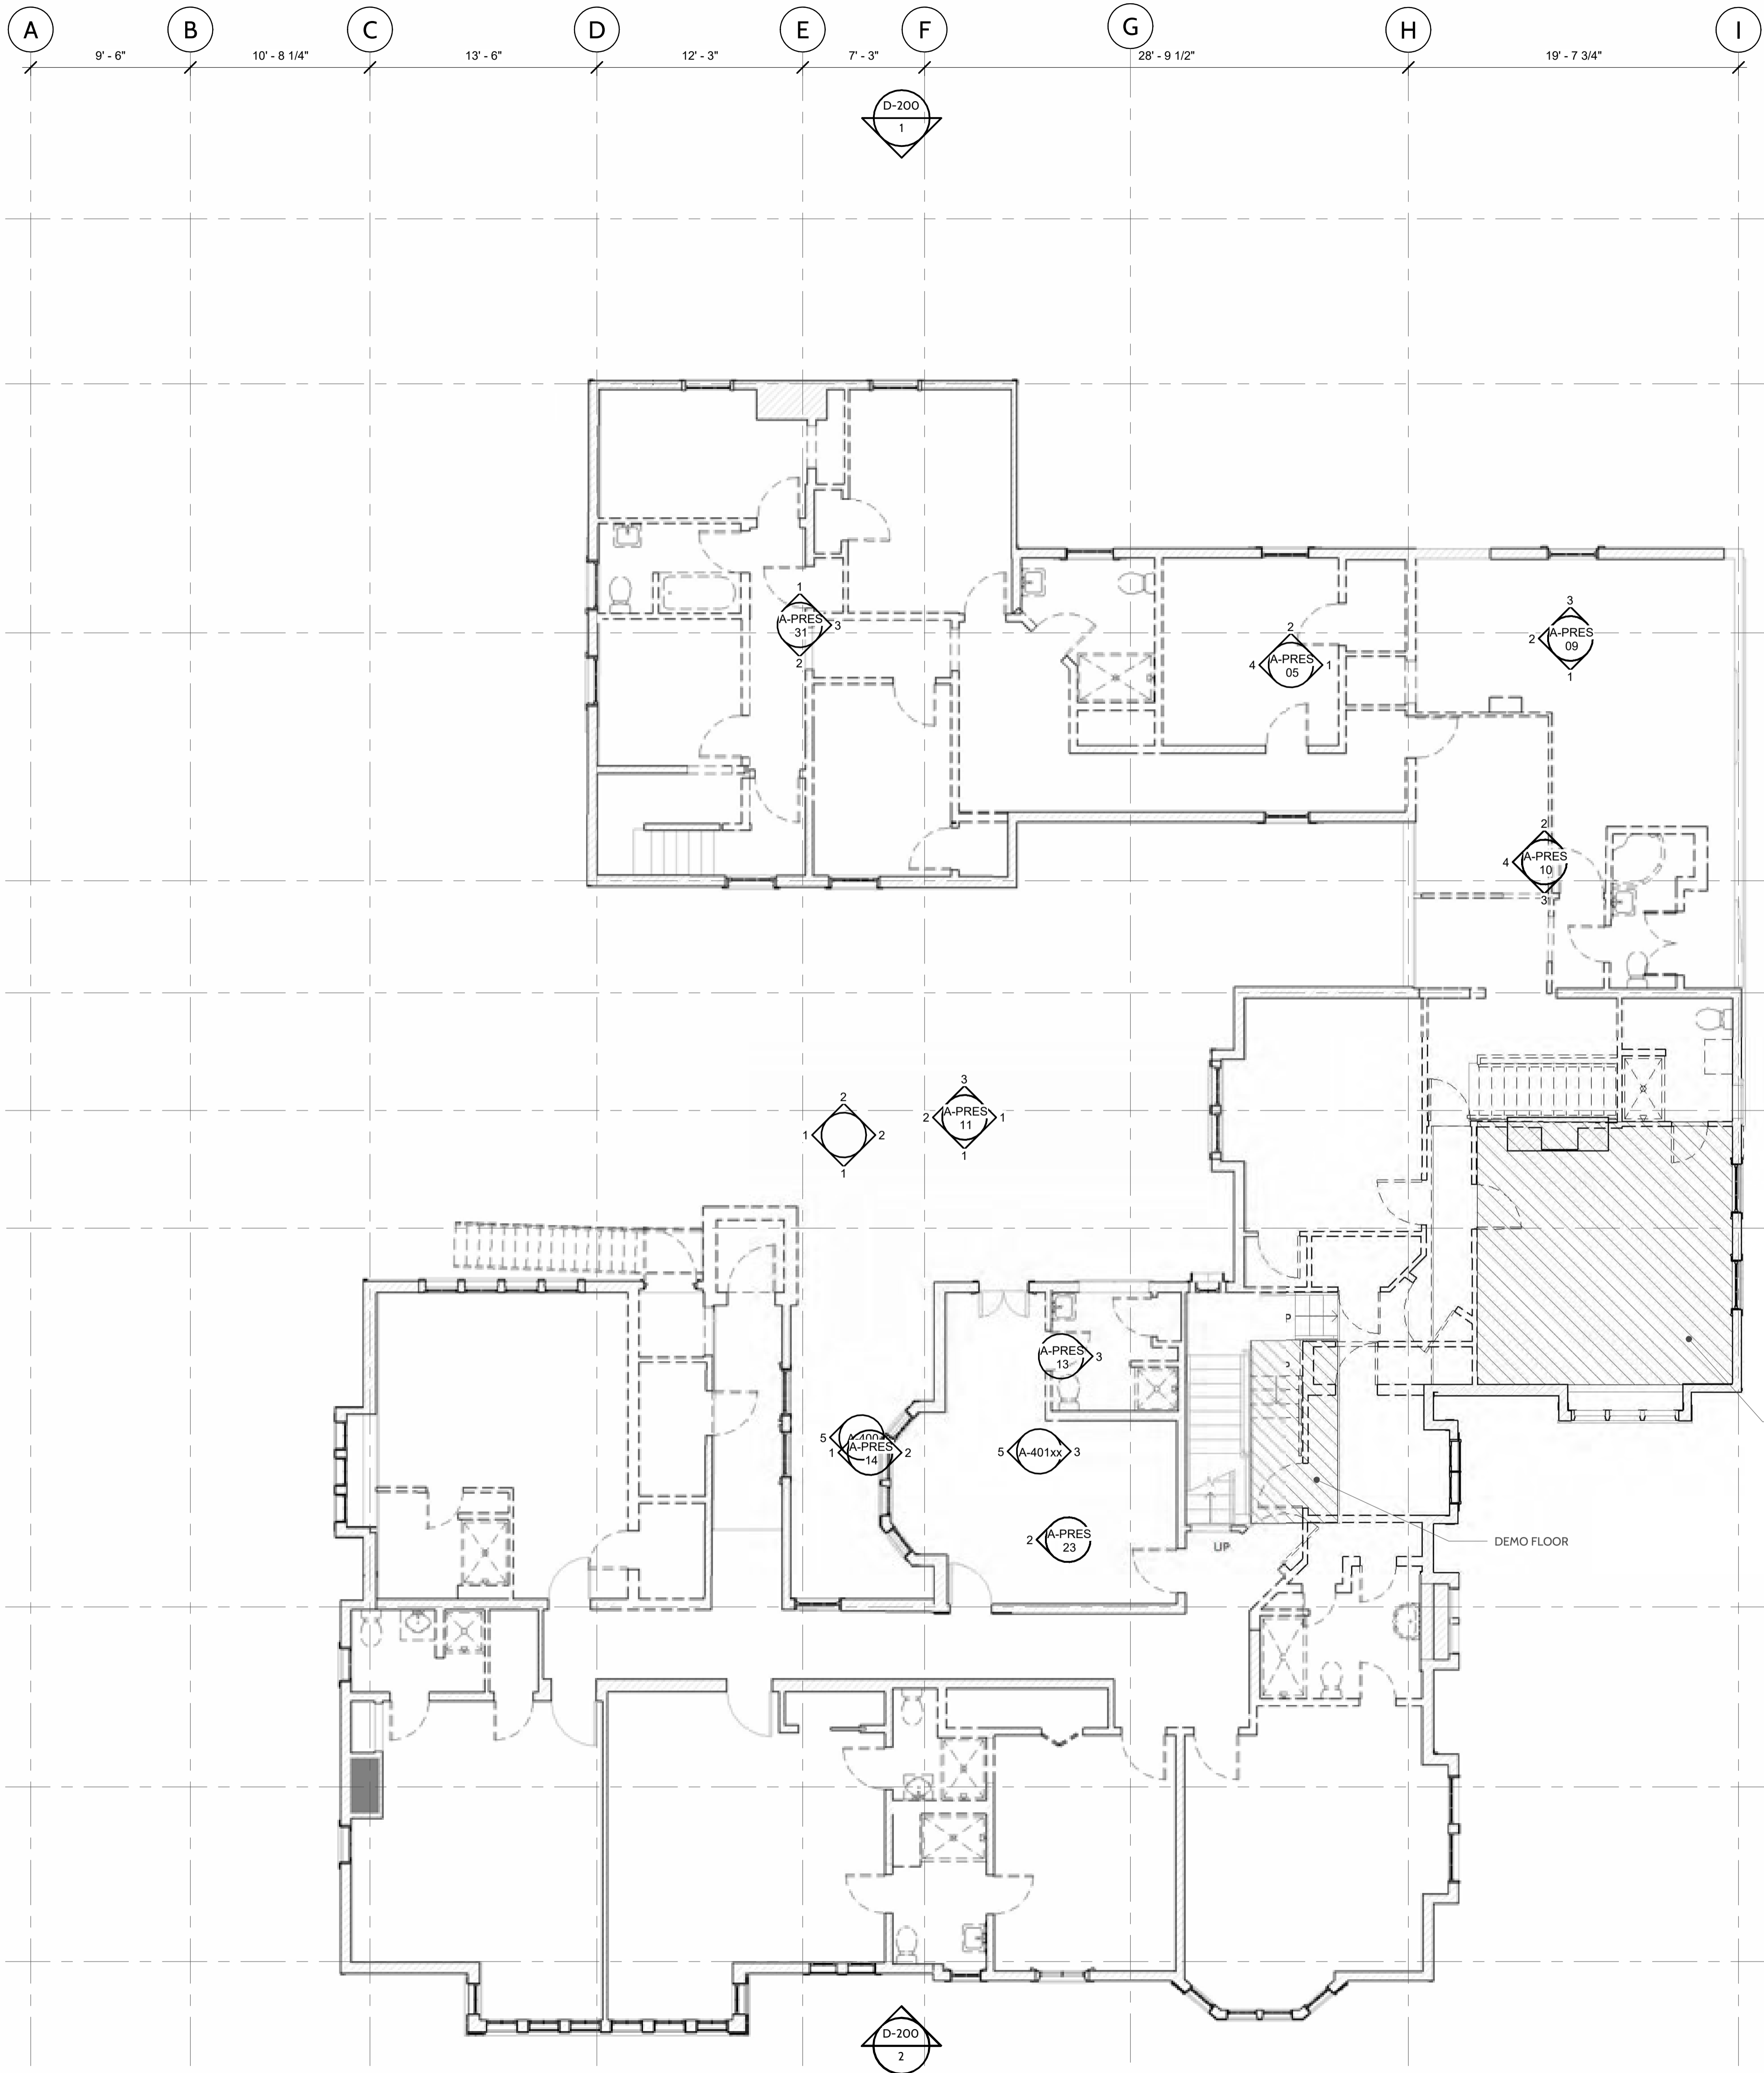 A B C D E F G H I
9' - 6" 10' - 8 1/4" 13' - 6" 12' - 3" 7' - 3" 28' - 9 1/2" 19' - 7 3/4"
D-200
1
1
A-PRES
31
3
2
2
4
A-PRES
05
1
3
2
A-PRES
09
1
2
4
A-PRES
10
3
2
1
2
1
3
2
A-PRES
11
1
1
A-PRES
13
3
P
5
A-400
1
A-PRES
14
2
5
A-401xx
3
2
A-PRES
23
UP
DEMO FLOOR
D-200
2